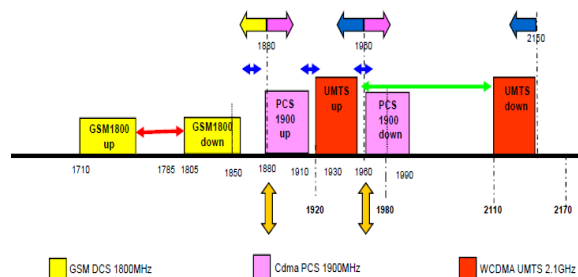 1880 1960 2150
GSM1800 up
GSM1800 down
PCS 1900 up
UMTS up
PCS 1900 down
UMTS down
1710 1785 1805 1850 1880 1910 1930 1960 1990
1920 1980 2110 2170
GSM DCS 1800MHz
Cdma PCS 1900MHz
WCDMA UMTS 2.1GHz